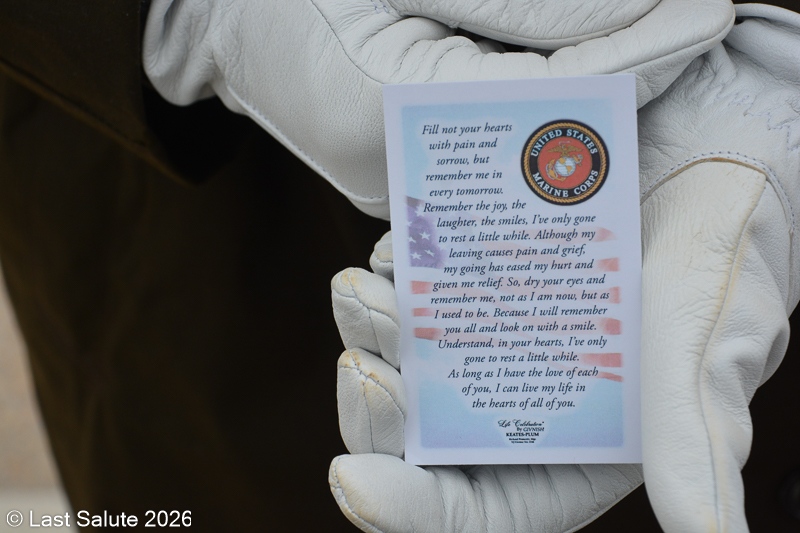 Fill not your hearts
with pain and
sorrow, but
remember me in
every tomorrow.
Remember the joy, the
laughter, the smiles, I've only gone
to rest a little while. Although my
leaving causes pain and grief,
my going has eased my hurt and
given me relief. So, dry your eyes and
remember me, not as I am now, but as
I used to be. Because I will remember
you all and look on with a smile.
Understand, in your hearts, I've only
gone to rest a little while.
As long as I have the love of each
of you, I can live my life in
the hearts of all of you.
UNITED STATES
MARINE CORPS
"Life Celebration"
By GIVNISH
KEATES-PLUM
© Last Salute 2026